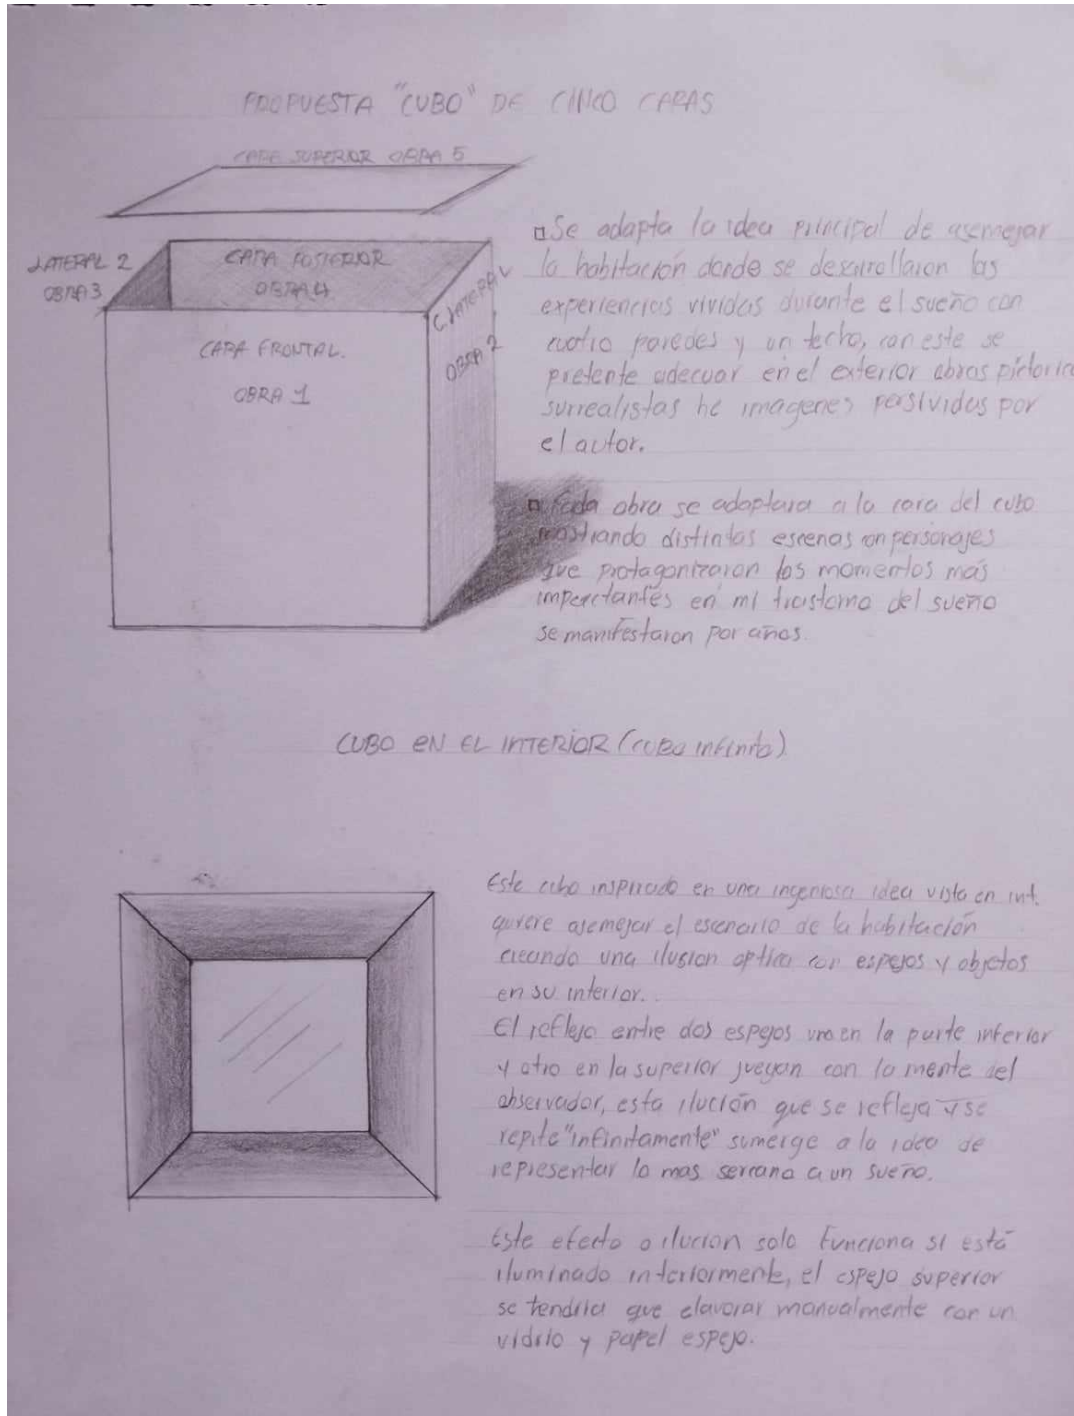 PROPUESTA "CUBO" DE CINCO CARAS
CARA SUPERIOR OBRA 5
LATERAL 2
OBRA 3
CARA POSTERIOR
OBRA 4
C. LATERAL
OBRA 2
CARA FRONTAL.
OBRA 1
Se adapta la idea principal de asemejar
la habitación donde se desarrollaron las
experiencias vividas durante el sueño con
cuatro paredes y un techo, con este se
pretente adecuar en el exterior obras pictorica
surrealistas he imagenes persividas por
el autor.
Cada obra se adaptara a la cara del cubo
mostrando distintas escenas con personajes
que protagonizaron los momentos más
impactantes en mi trastorno del sueño
se manifestaron por años.
CUBO EN EL INTERIOR (cubo infinito)
Este cubo inspirado en una ingeniosa idea vista en int.
quiere asemejar el escenario de la habitación
creando una ilusion optica con espejos y objetos
en su interior.
El reflejo entre dos espejos uno en la parte inferior
y otro en la superior juegan con la mente del
observador, esta ilución que se refleja y se
repite "infinitamente" sumerge a la idea de
representar lo mas sercano a un sueño.
Este efecto o ilucion solo funciona si está
iluminado interiormente, el espejo superior
se tendria que elavorar manualmente con un
vidrio y papel espejo.